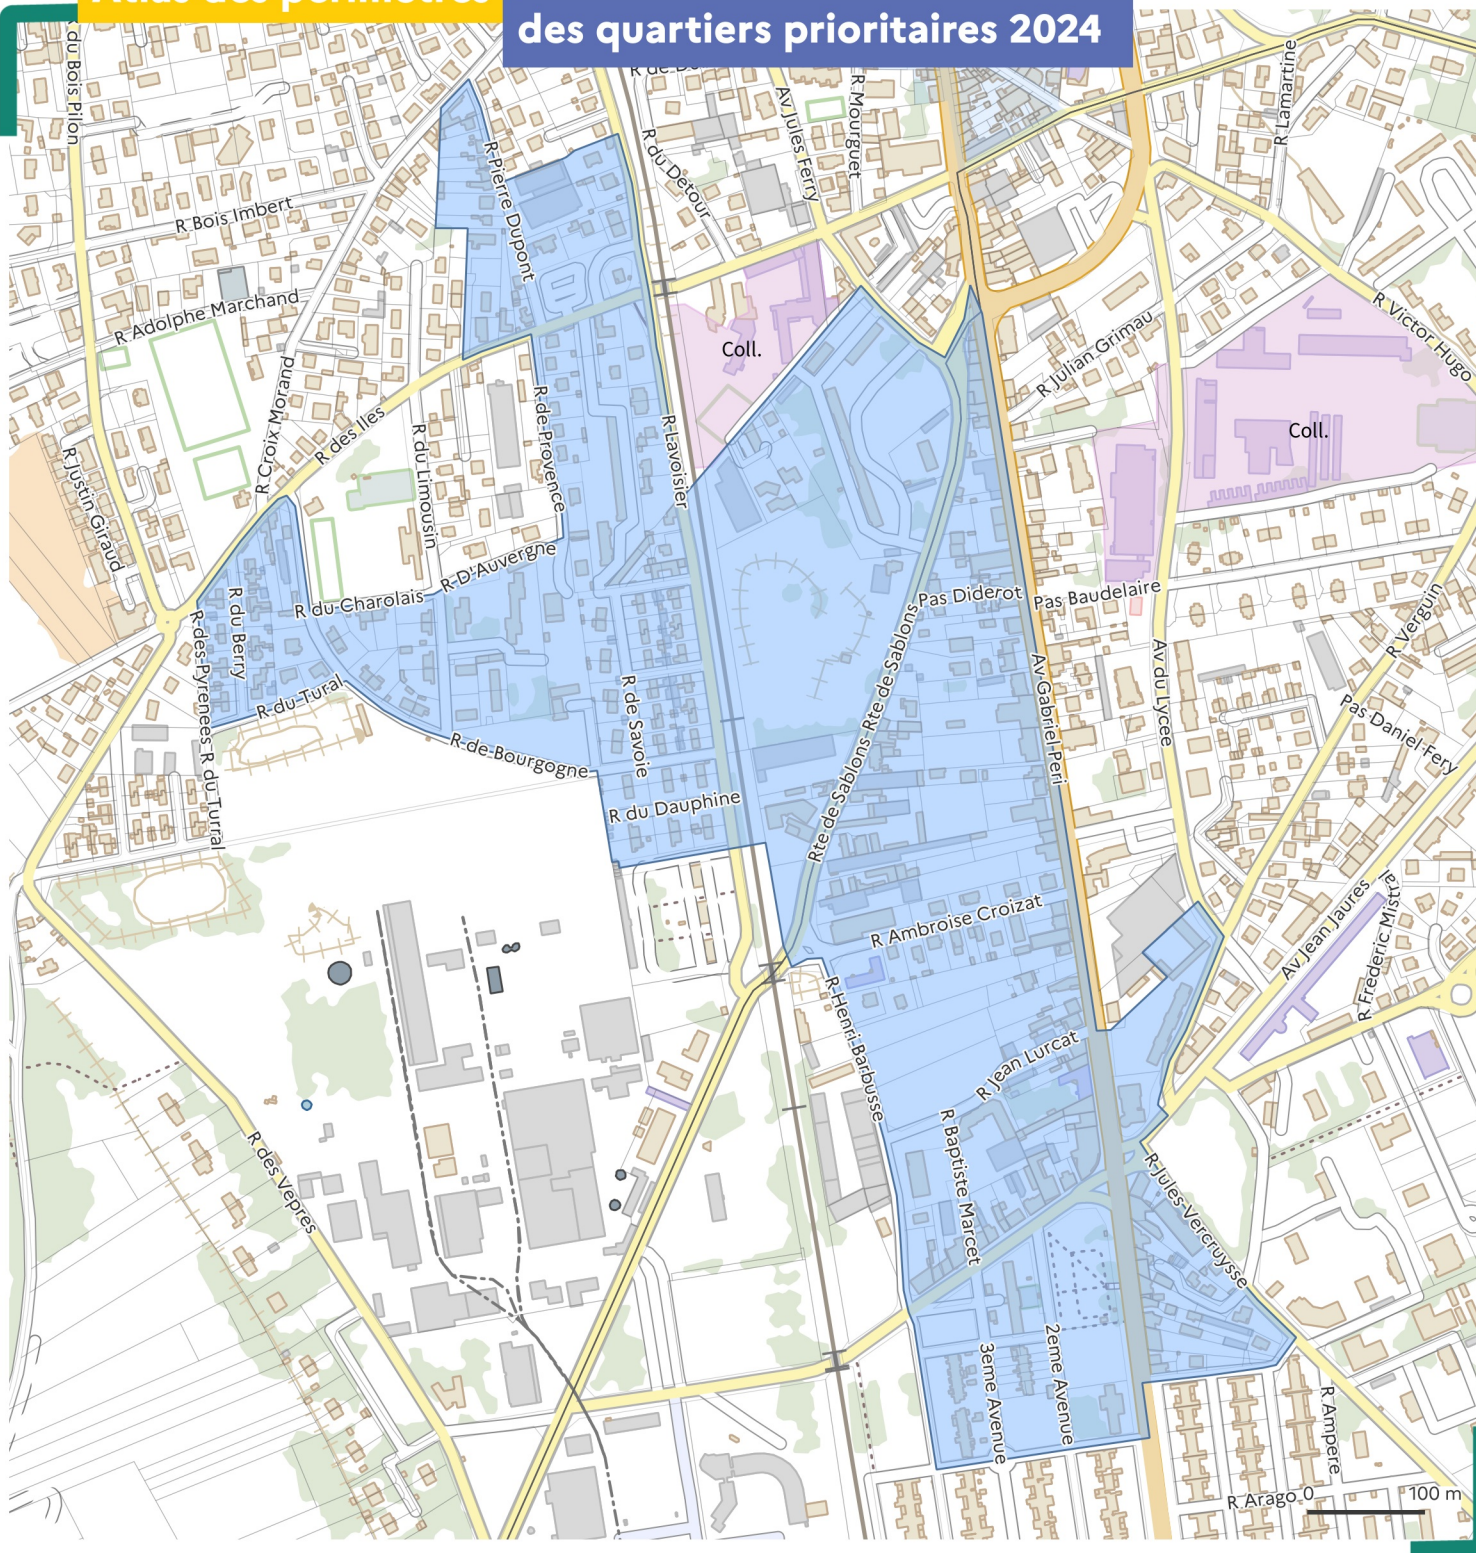 Atlas des périmètres
des quartiers prioritaires 2024
R du Bois Pilon
R Pierre Dupont
R du Detour
Av Jules Ferry
R Mourguet
R Lamartine
R Bois Imbert
R Adolphe Marchand
R Croix Morand
R des Iles
R du Limousin
R de Provence
R Lavoisier
Coll.
R Julian Grimau
R Victor Hugo
Coll.
R Justin Giraud
R D'Auvergne
R du Charolais
R du Berry
R des Pyrenees
R du Tural
R du Turral
R de Bourgogne
R de Savoie
R du Dauphine
Rte de Sablons
Rte de Sablons
Pas Diderot
Pas Baudelaire
Av Gabriel Peri
Av du Lycee
R Verguin
Pas Daniel Fery
R Ambroise Croizat
Av Jean Jaures
R Frederic Mistral
R Henri Barbusse
R Jean Lurcat
R Baptiste Marcet
R Jules Vercruysse
R des Vepres
3eme Avenue
2eme Avenue
R Ampere
R Arago
0
100 m